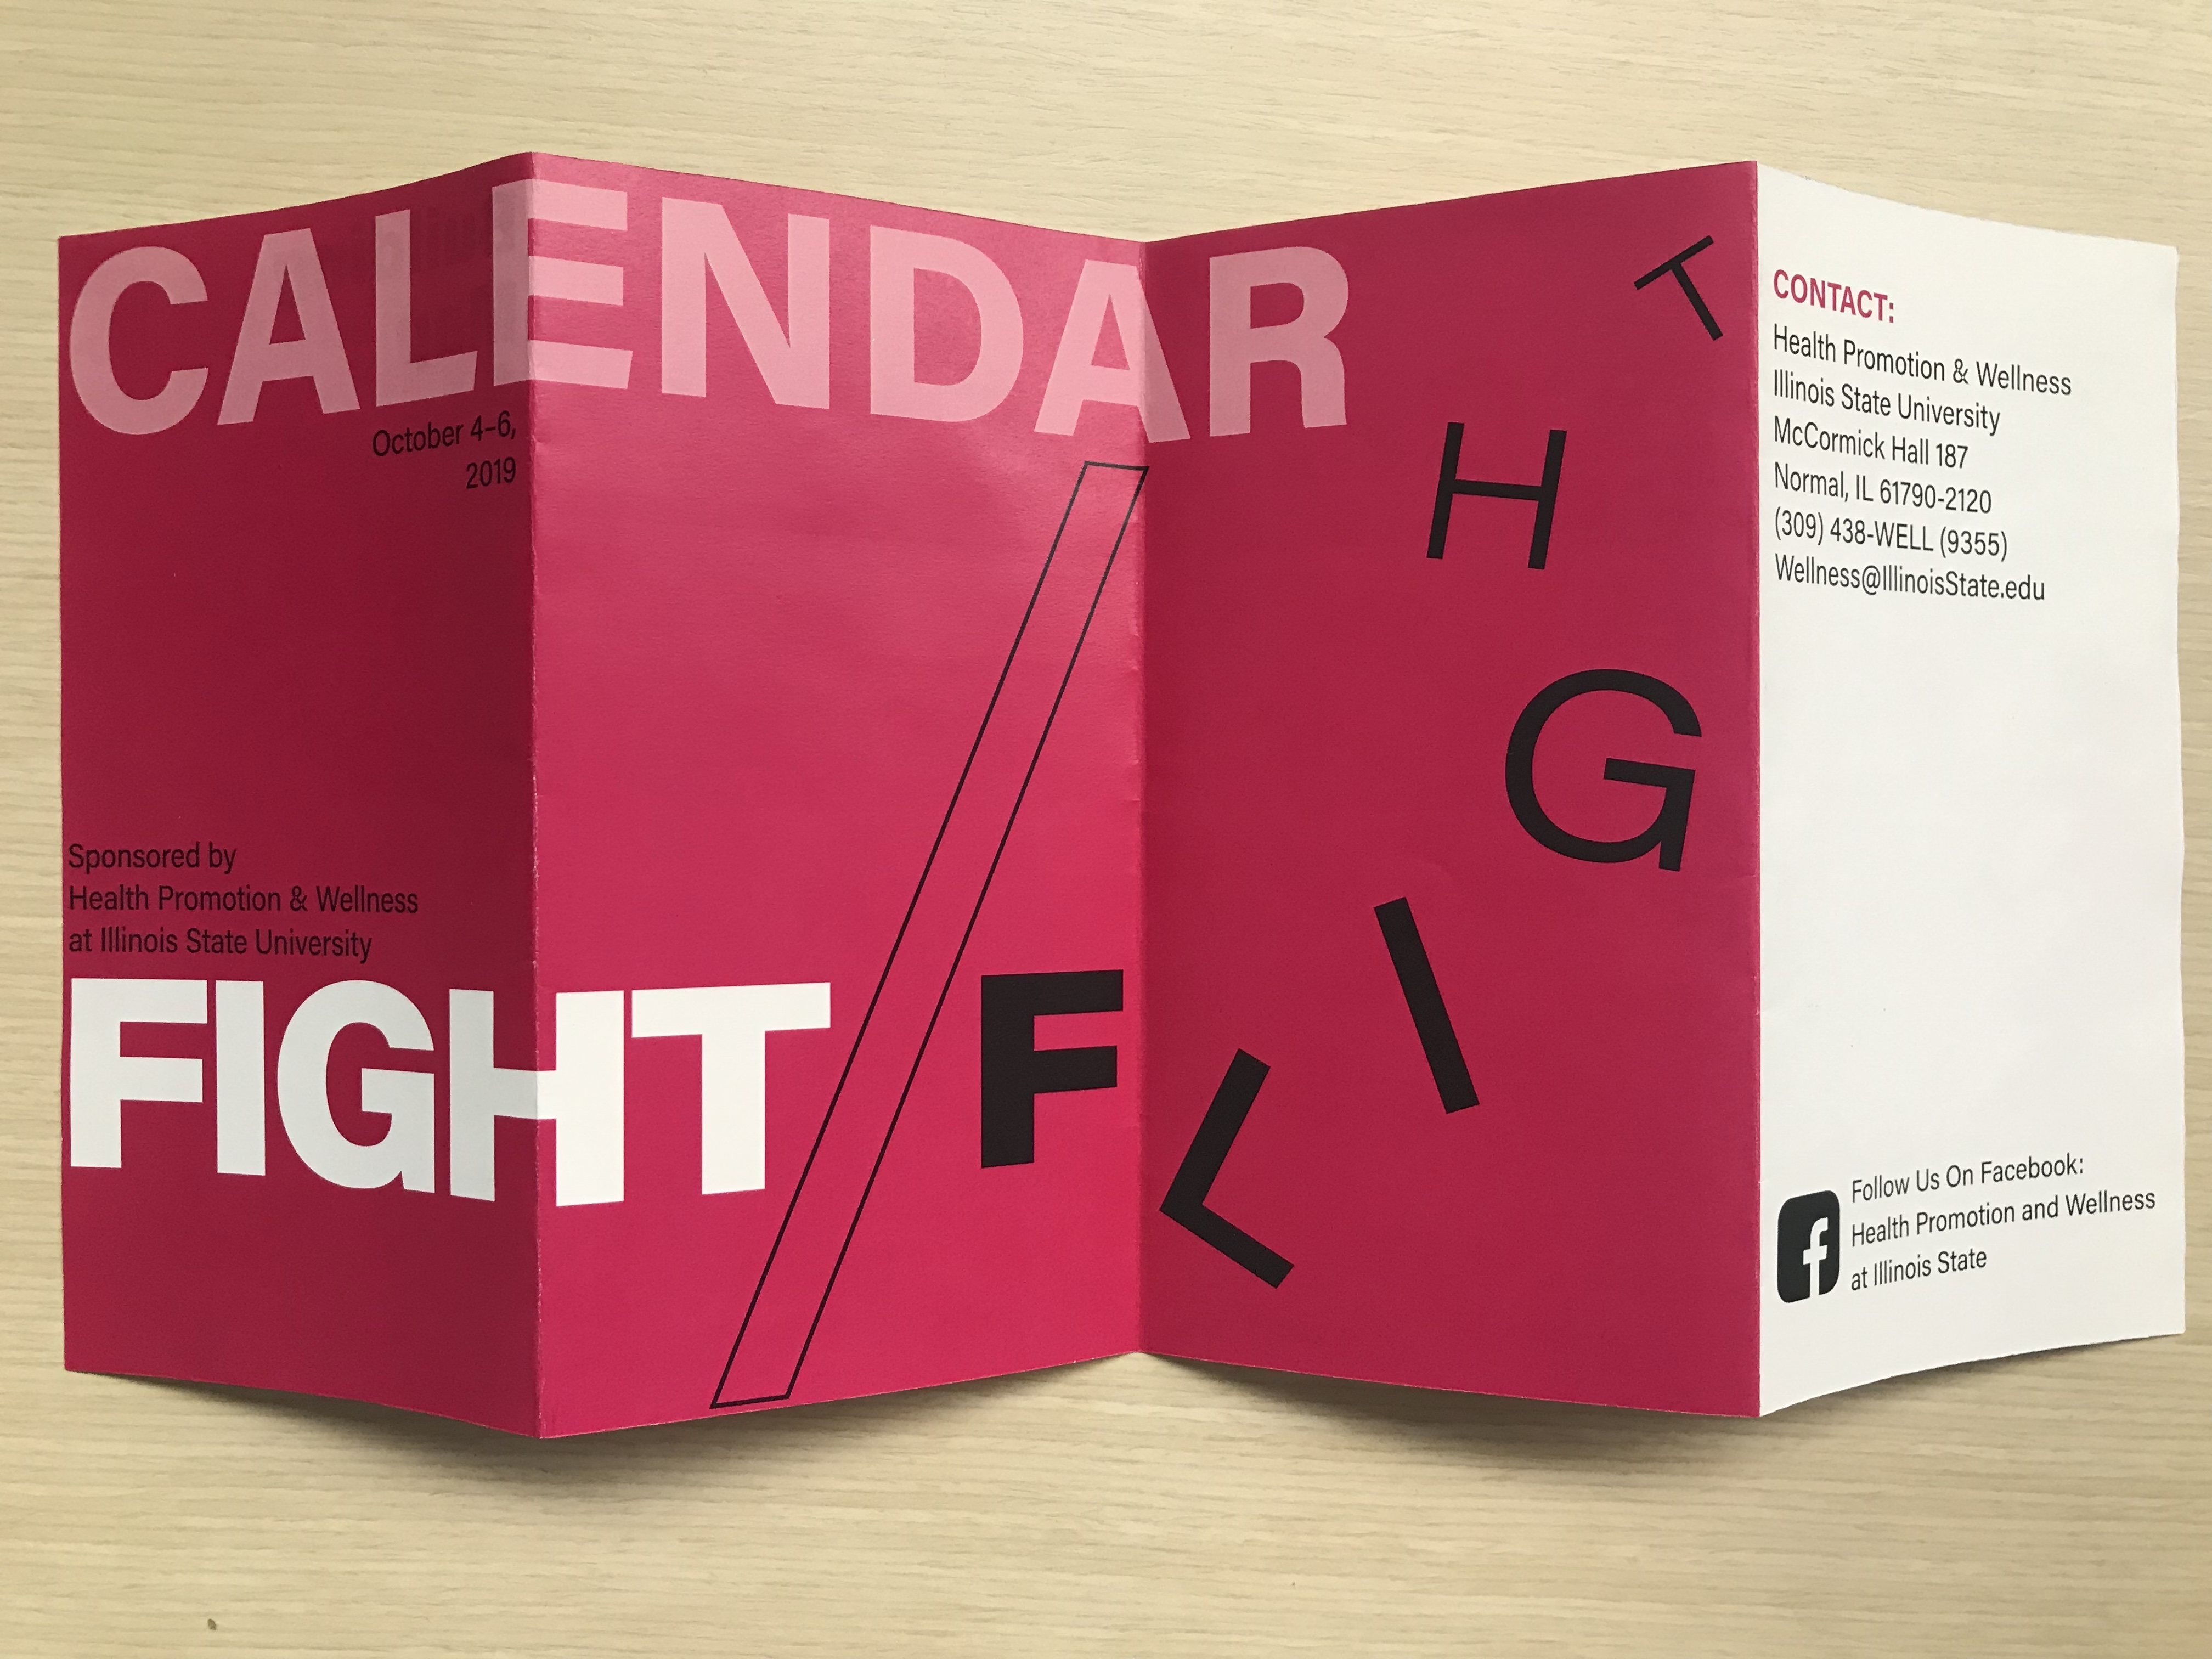 CALENDAR
October 4–6,
2019
Sponsored by
Health Promotion & Wellness
at Illinois State University
FIGHT/FLIGHT
CONTACT:
Health Promotion & Wellness
Illinois State University
McCormick Hall 187
Normal, IL 61790-2120
(309) 438-WELL (9355)
Wellness@IllinoisState.edu
Follow Us On Facebook:
Health Promotion and Wellness
at Illinois State